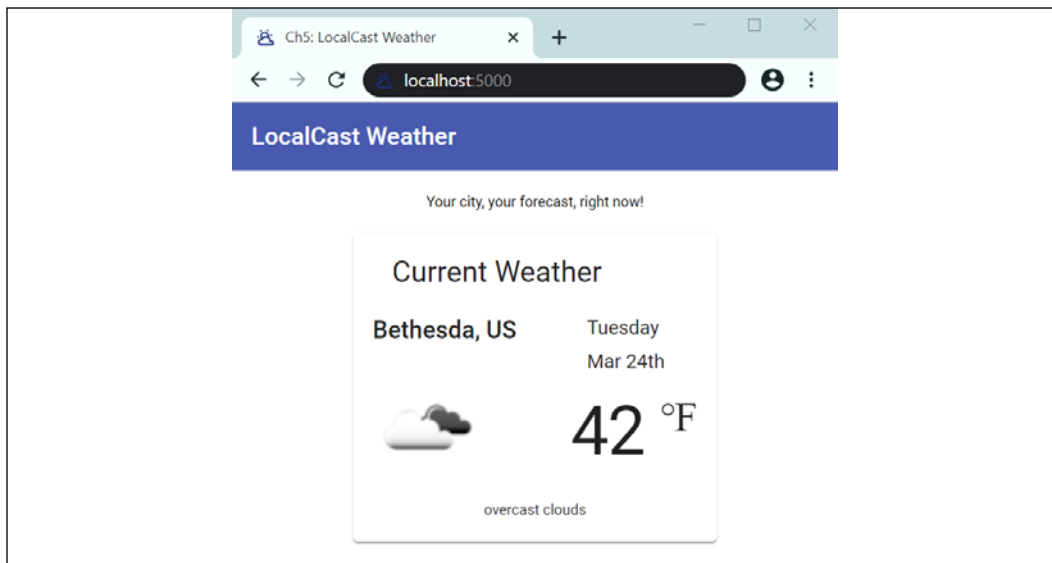 Ch5: LocalCast Weather
localhost:5000
LocalCast Weather
Your city, your forecast, right now!
Current Weather
Bethesda, US
Tuesday
Mar 24th
42 °F
overcast clouds